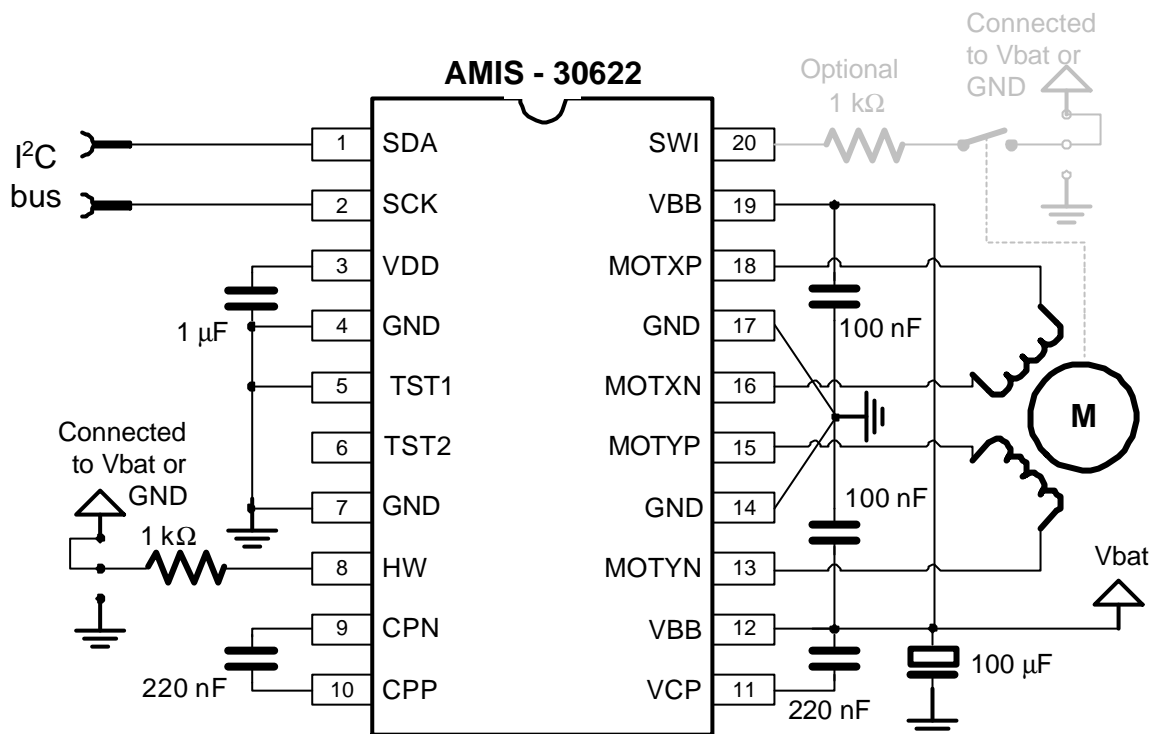 AMIS - 30622
Optional
1 kΩ
Connected
to Vbat or
GND
I²C
bus
1 SDA
2 SCK
3 VDD
4 GND
5 TST1
6 TST2
7 GND
8 HW
9 CPN
10 CPP
SWI 20
VBB 19
MOTXP 18
GND 17
MOTXN 16
MOTYP 15
GND 14
MOTYN 13
VBB 12
VCP 11
1 µF
Connected
to Vbat or
GND
1 kΩ
220 nF
100 nF
100 nF
220 nF
M
Vbat
100 µF